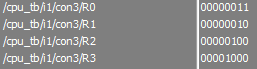 /cpu_tb/i1/con3/R0 00000011
/cpu_tb/i1/con3/R1 00000010
/cpu_tb/i1/con3/R2 00000100
/cpu_tb/i1/con3/R3 00001000